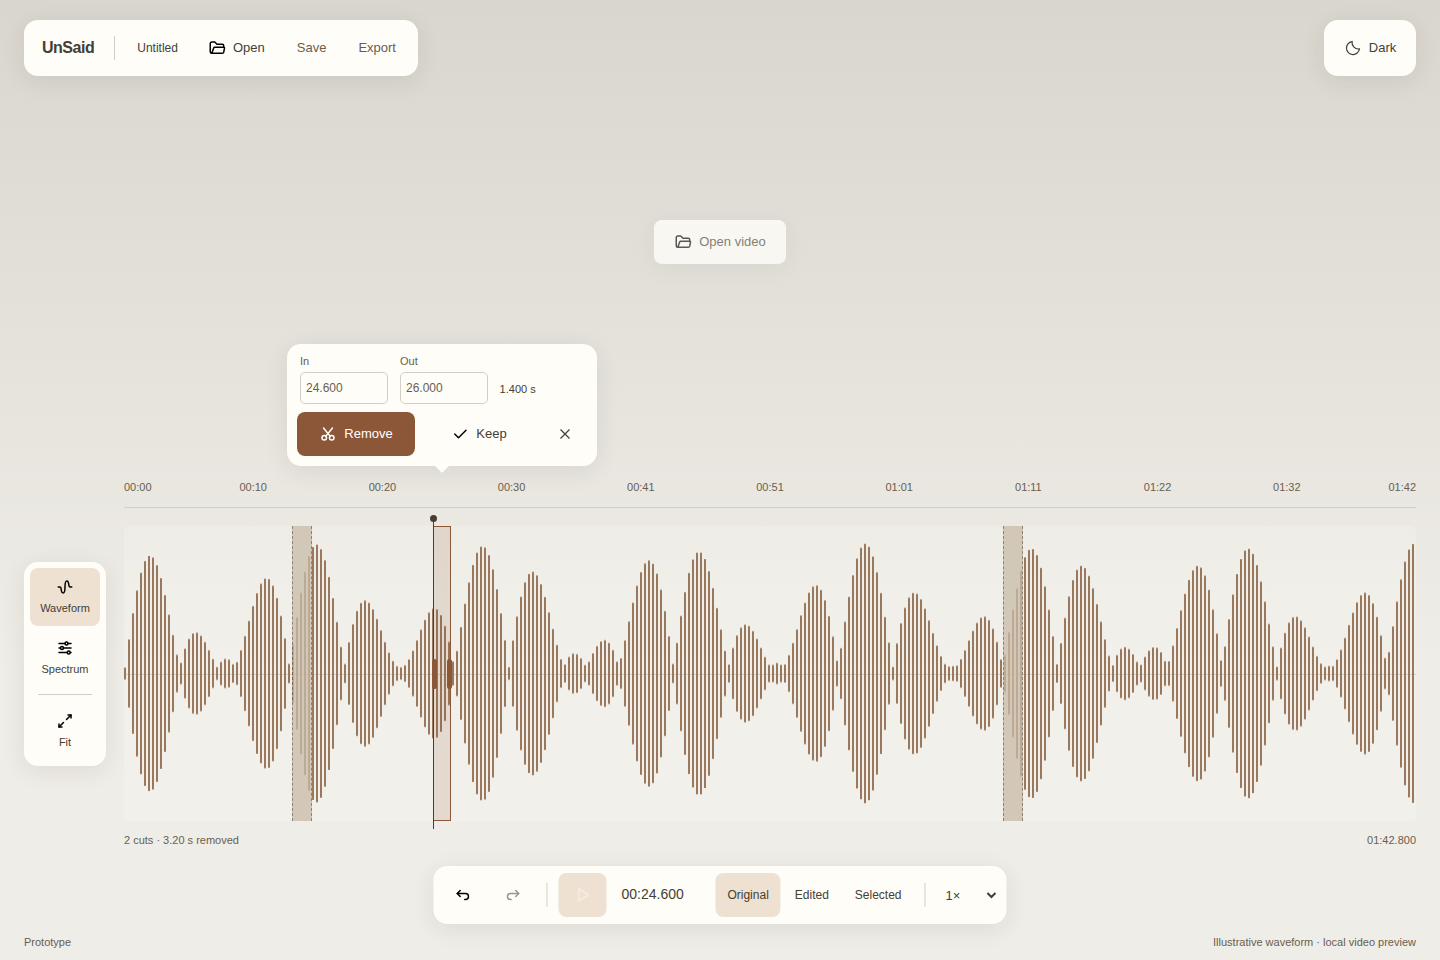 UnSaid
Untitled
Open
Save
Export
Dark
Open video
In
Out
24.600
26.000
1.400 s
Remove
Keep
00:00
00:10
00:20
00:30
00:41
00:51
01:01
01:11
01:22
01:32
01:42
Waveform
Spectrum
Fit
2 cuts · 3.20 s removed
01:42.800
00:24.600
Original
Edited
Selected
1×
Prototype
Illustrative waveform · local video preview